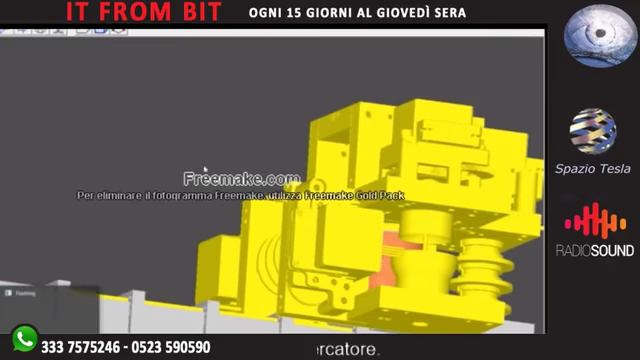 IT FROM BIT
OGNI 15 GIORNI AL GIOVEDÌ SERA
Freemake.com
Per eliminare il fotogramma Freemake, utilizza Freemake Gold Pack
Spazio Tesla
RADIOSOUND
333 7575246 - 0523 590590
ercatore.